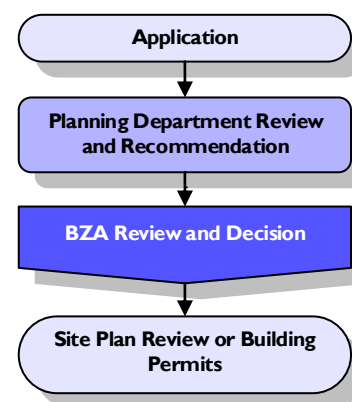 Application
Planning Department Review
and Recommendation
BZA Review and Decision
Site Plan Review or Building
Permits